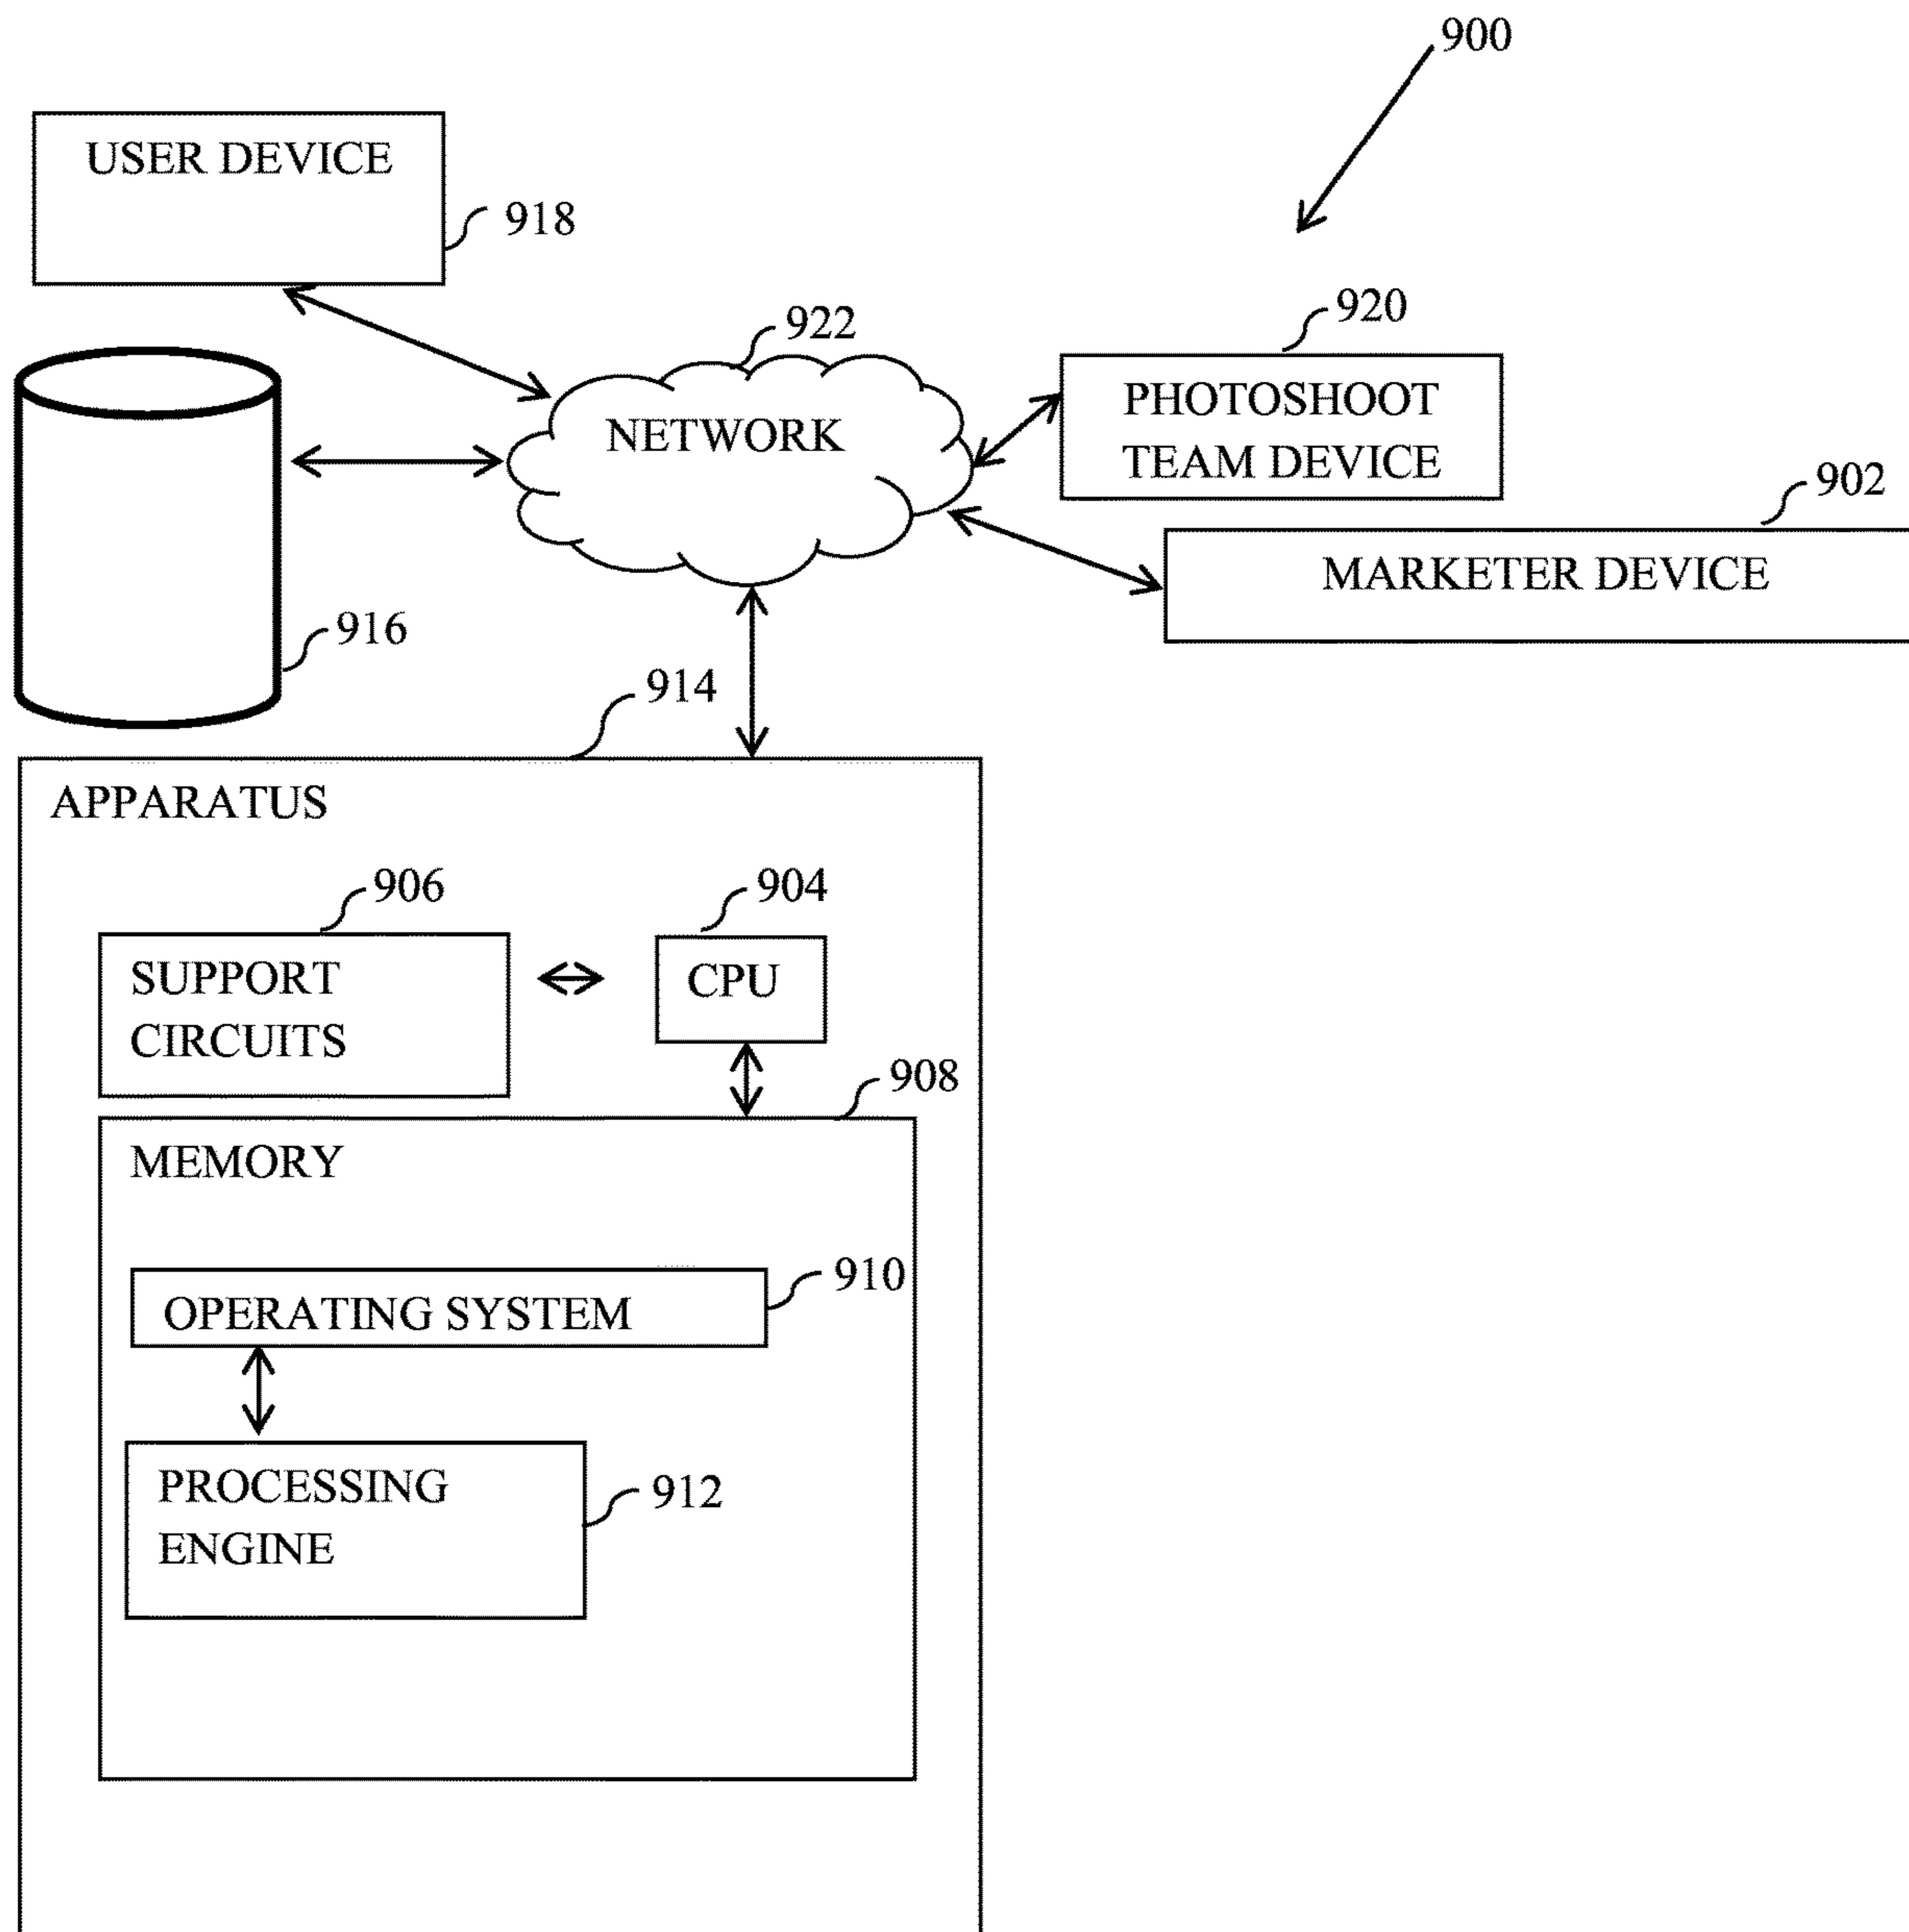 900
USER DEVICE
918
922
920
NETWORK
PHOTOSHOOT
TEAM DEVICE
902
MARKETER DEVICE
916
914
APPARATUS
906
904
SUPPORT
CIRCUITS
CPU
908
MEMORY
910
OPERATING SYSTEM
PROCESSING
ENGINE
912